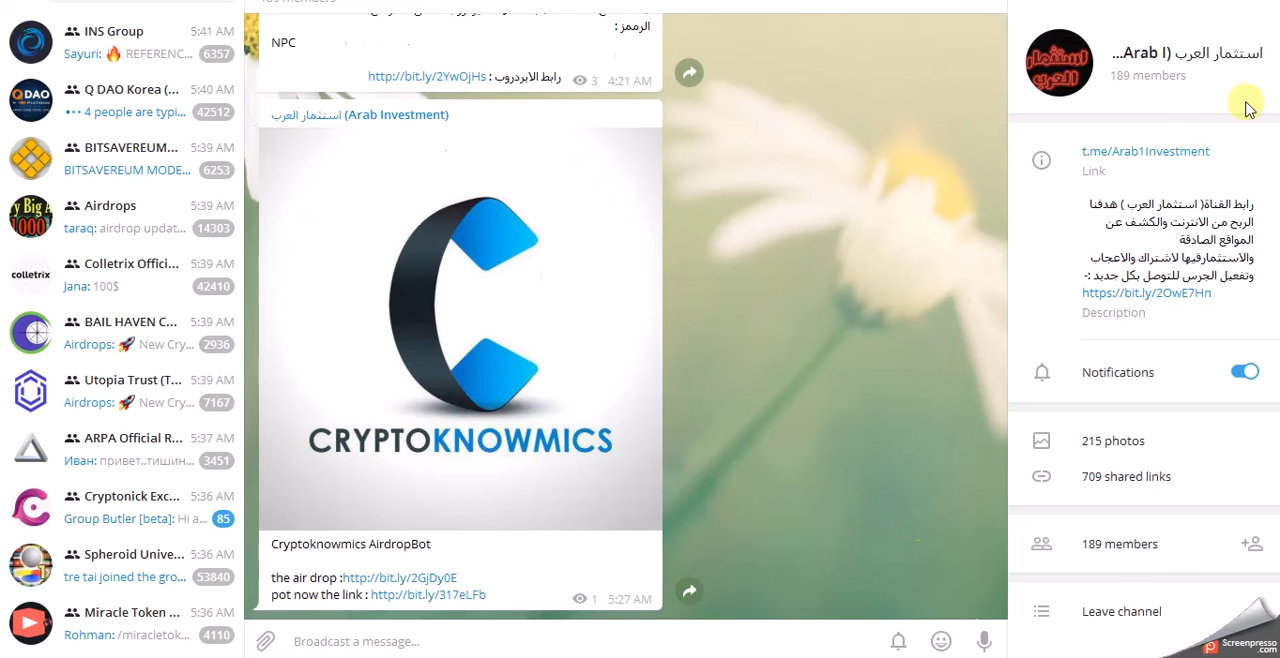 INS Group 5:41 AM
Sayuri: 🔥 REFERENC... 6357
Q DAO Korea (... 5:40 AM
4 people are typi... 42512
BITSAVEREUM... 5:39 AM
BITSAVEREUM MODE... 6253
Airdrops 5:39 AM
taraq: airdrop updat... 14303
Colletrix Offici... 5:39 AM
Jana: 100$ 42410
BAIL HAVEN C... 5:39 AM
Airdrops: 🚀 New Cry... 2936
Utopia Trust (T... 5:39 AM
Airdrops: 🚀 New Cry... 7167
ARPA Official R... 5:37 AM
Иван: привет..тишин... 3451
Cryptonick Exc... 5:36 AM
Group Butler [beta]: Hi a... 85
Spheroid Unive... 5:36 AM
tre tai joined the gro... 53840
Miracle Token ... 5:36 AM
Rohman: /miracletok... 4110
QDAO
colletrix
189 members
الرممز :
NPC
رابط الايردروب : http://bit.ly/2YwOjHs
3 4:21 AM
استثمار العرب (Arab Investment)
CRYPTOKNOWMICS
Cryptoknowmics AirdropBot
the air drop :http://bit.ly/2GjDy0E
pot now the link : http://bit.ly/317eLFb
1 5:27 AM
Broadcast a message...
استثمار
العرب
استثمار العرب (Arab I...
189 members
t.me/Arab1Investment
Link
رابط القناة( استثمار العرب ) هدفنا
الربح من الانترنت والكشف عن
المواقع الصادقة
والاستثمارفيها لاشتراك والاعجاب
وتفعيل الجرس للتوصل بكل جديد :-
https://bit.ly/2OwE7Hn
Description
Notifications
215 photos
709 shared links
189 members
Leave channel
Screenpresso
.com